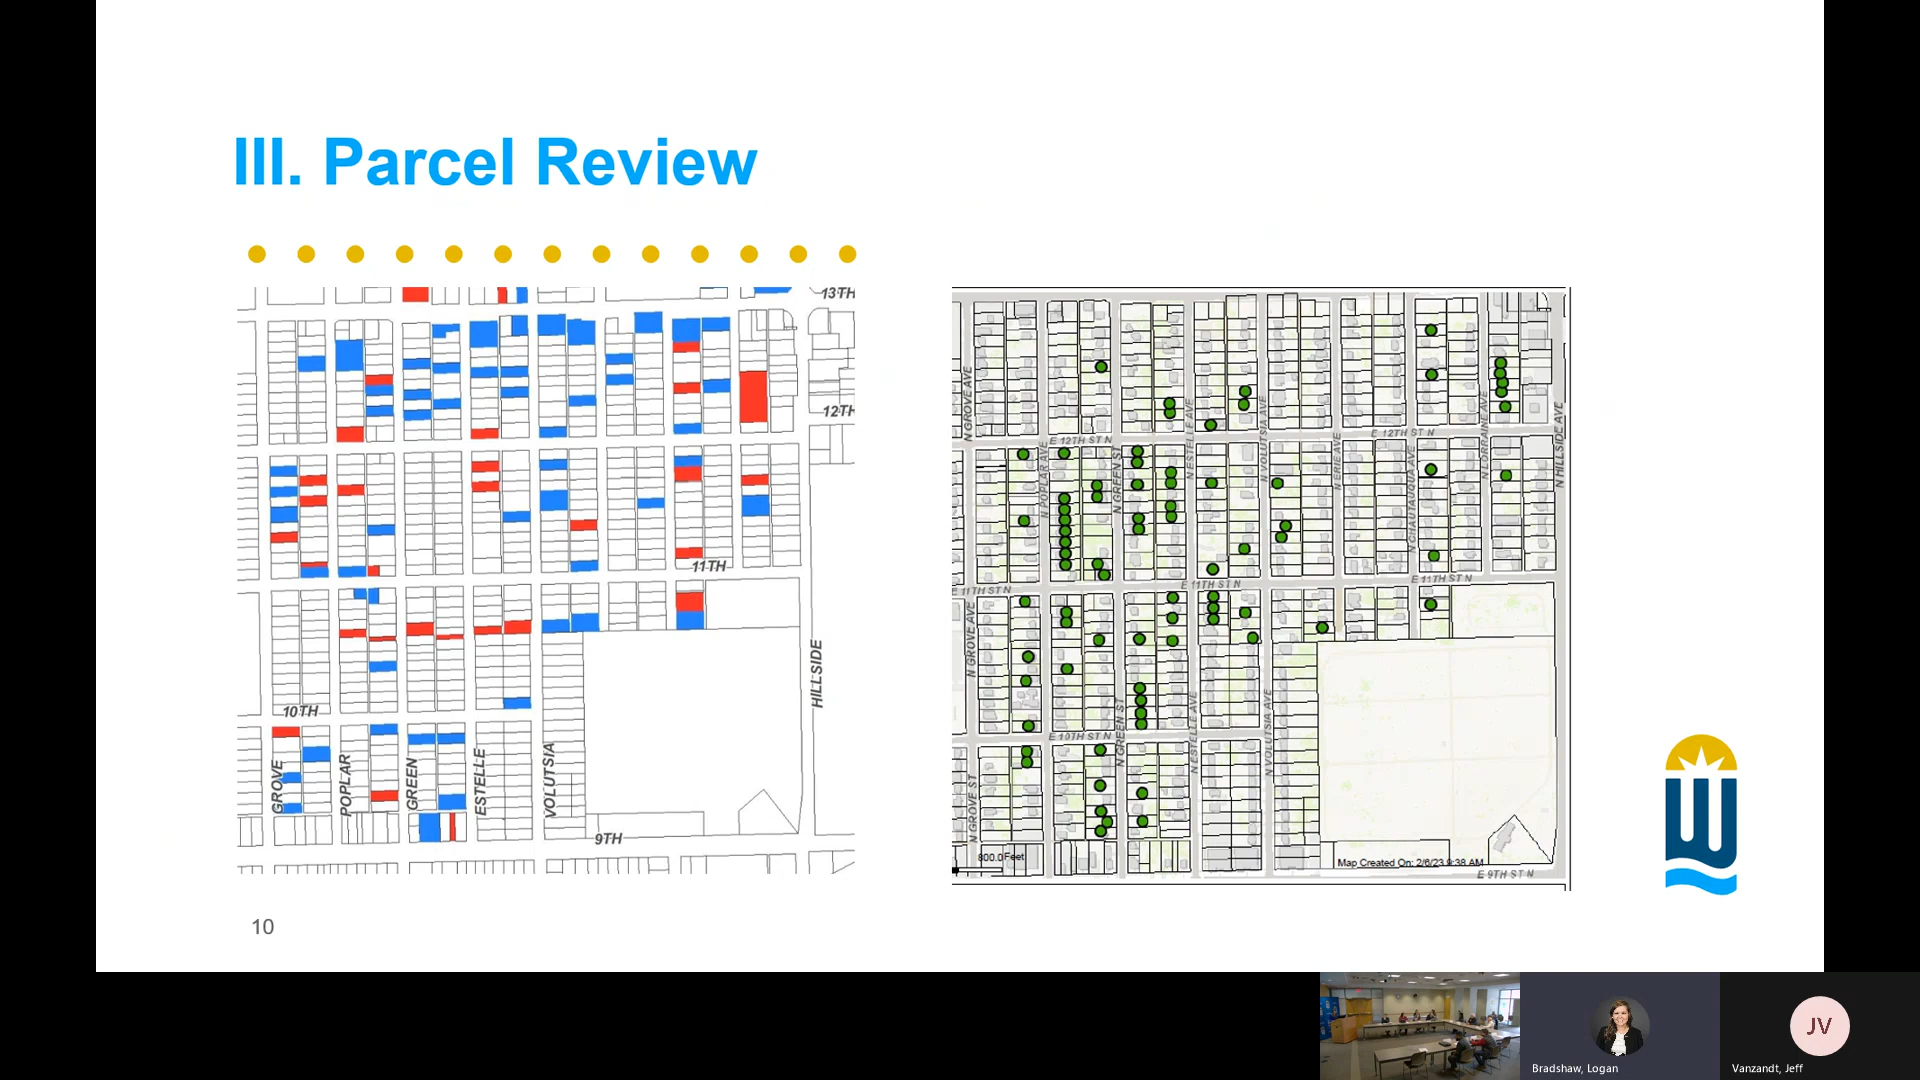 III. Parcel Review
13TH
12TH
11TH
10TH
GROVE
POPLAR
GREEN
ESTELLE
VOLUTSIA
HILLSIDE
9TH
N GROVE AVE
N POPLAR AVE
E 12TH ST N
N GREEN ST
N ESTELLE AVE
N VOLUTSIA AVE
N ERIE AVE
E 12TH ST N
N CHAUTAUQUA AVE
N LORRAINE AVE
N HILLSIDE AVE
E 11TH ST N
E 11TH ST N
E 11TH ST N
N GROVE AVE
N GREEN ST
N ESTELLE AVE
N VOLUTSIA AVE
E 10TH ST N
N GROVE ST
800.0 Feet
Map Created On: 2/6/23 9:38 AM
E 9TH ST N
10
W
Bradshaw, Logan
JV
Vanzandt, Jeff